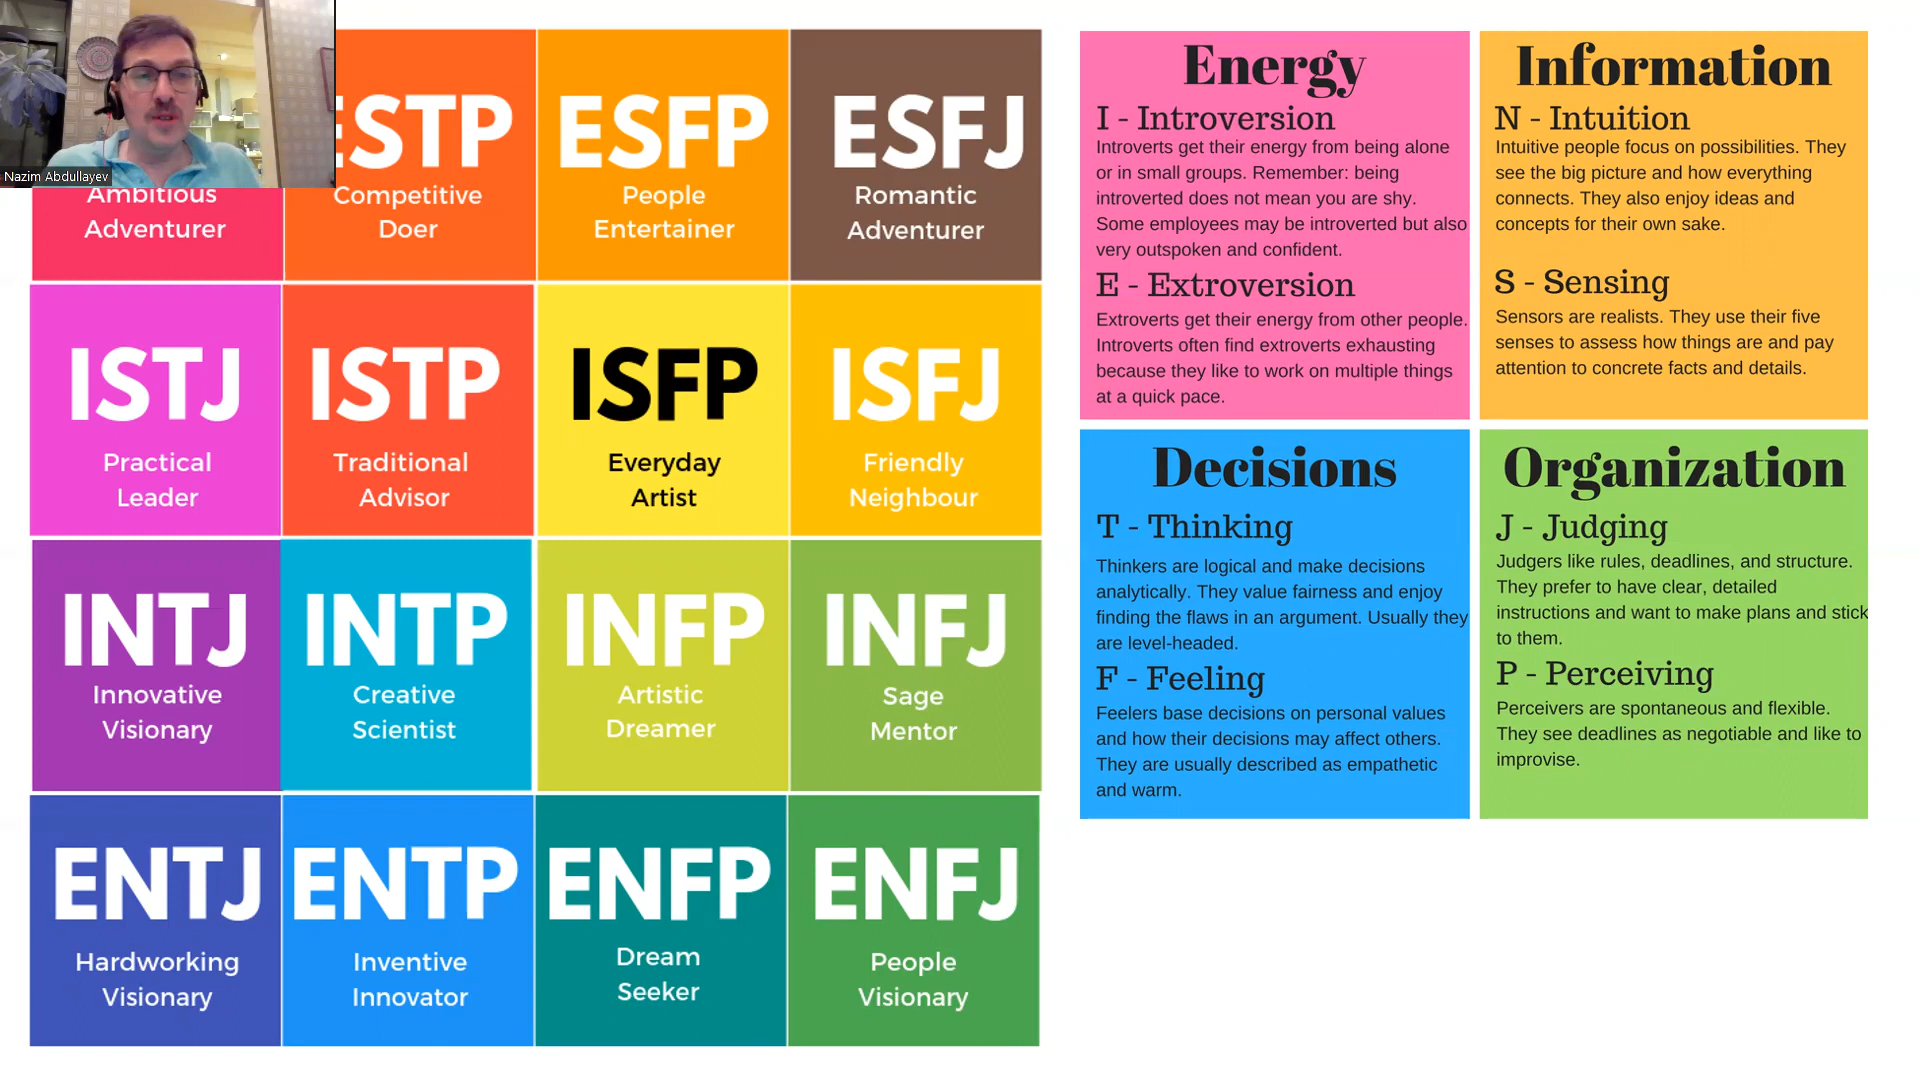 Nazim Abdullayev
Ambitious
Adventurer
ESTP
Competitive
Doer
ESFP
People
Entertainer
ESFJ
Romantic
Adventurer
ISTJ
Practical
Leader
ISTP
Traditional
Advisor
ISFP
Everyday
Artist
ISFJ
Friendly
Neighbour
INTJ
Innovative
Visionary
INTP
Creative
Scientist
INFP
Artistic
Dreamer
INFJ
Sage
Mentor
ENTJ
Hardworking
Visionary
ENTP
Inventive
Innovator
ENFP
Dream
Seeker
ENFJ
People
Visionary
Energy
I - Introversion
Introverts get their energy from being alone
or in small groups. Remember: being
introverted does not mean you are shy.
Some employees may be introverted but also
very outspoken and confident.
E - Extroversion
Extroverts get their energy from other people.
Introverts often find extroverts exhausting
because they like to work on multiple things
at a quick pace.
Information
N - Intuition
Intuitive people focus on possibilities. They
see the big picture and how everything
connects. They also enjoy ideas and
concepts for their own sake.
S - Sensing
Sensors are realists. They use their five
senses to assess how things are and pay
attention to concrete facts and details.
Decisions
T - Thinking
Thinkers are logical and make decisions
analytically. They value fairness and enjoy
finding the flaws in an argument. Usually they
are level-headed.
F - Feeling
Feelers base decisions on personal values
and how their decisions may affect others.
They are usually described as empathetic
and warm.
Organization
J - Judging
Judgers like rules, deadlines, and structure.
They prefer to have clear, detailed
instructions and want to make plans and stick
to them.
P - Perceiving
Perceivers are spontaneous and flexible.
They see deadlines as negotiable and like to
improvise.